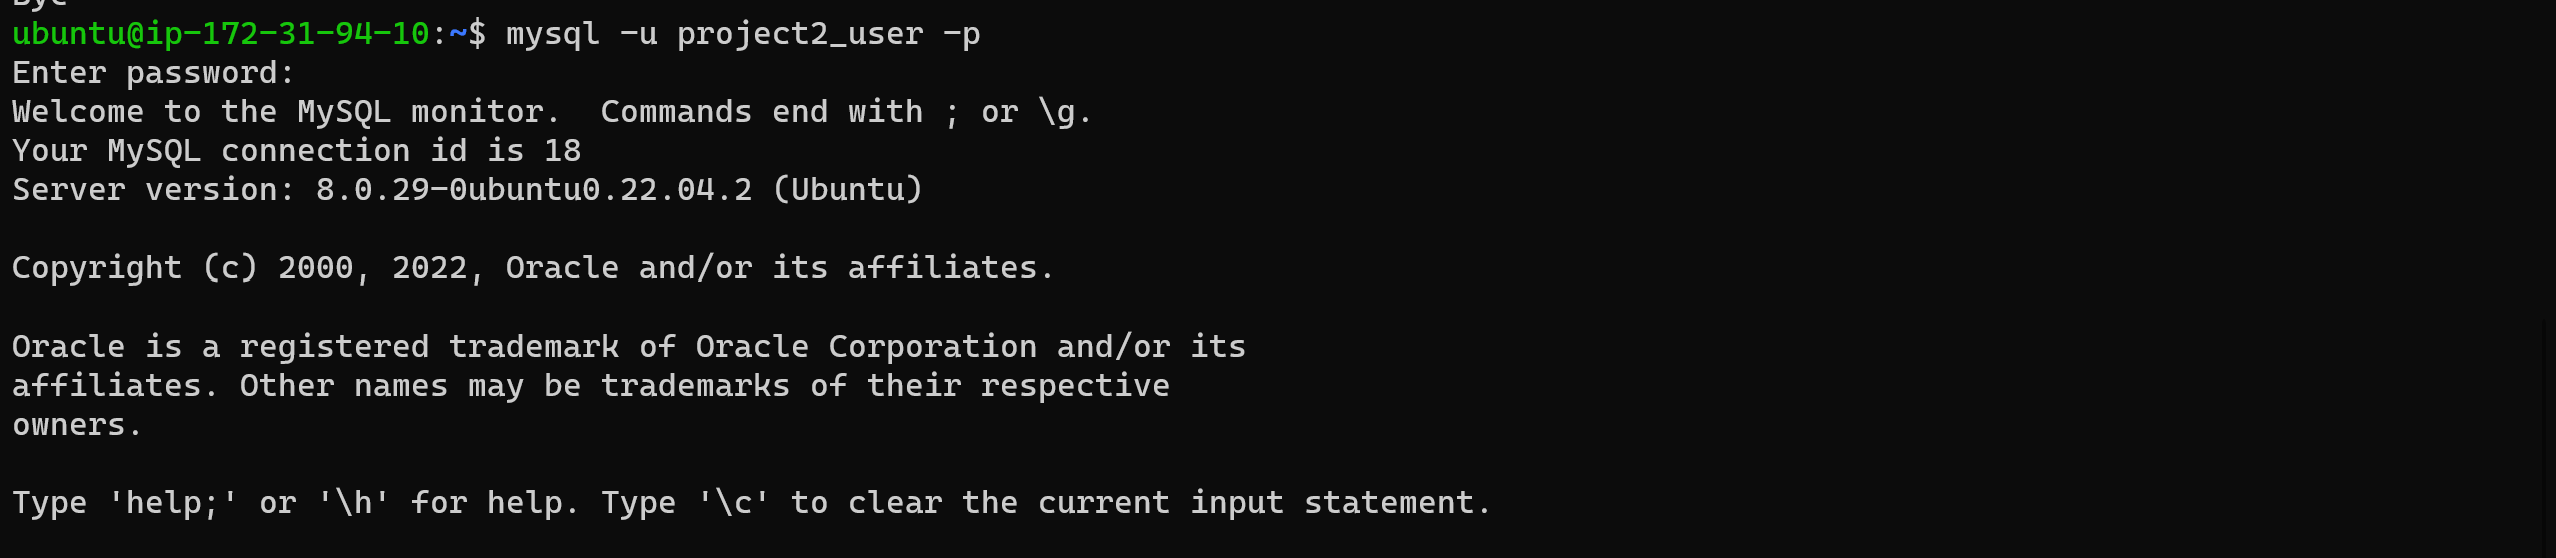 Bye
ubuntu@ip-172-31-94-10:~$ mysql -u project2_user -p
Enter password:
Welcome to the MySQL monitor.  Commands end with ; or \g.
Your MySQL connection id is 18
Server version: 8.0.29-0ubuntu0.22.04.2 (Ubuntu)

Copyright (c) 2000, 2022, Oracle and/or its affiliates.

Oracle is a registered trademark of Oracle Corporation and/or its
affiliates. Other names may be trademarks of their respective
owners.

Type 'help;' or '\h' for help. Type '\c' to clear the current input statement.